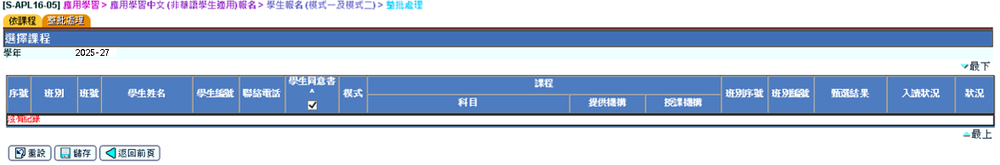 [S-APL16-05] 應用學習 > 應用學習中文 (非華語學生適用)報名 > 學生報名 (模式一及模式二) > 整批處理
依課程 整批處理
選擇課程
學年 2025-27
最下
序號 班別 班號 學生姓名 學生編號 聯絡電話 學生同意書 ^ 模式 課程 班別序號 班別編號 甄選結果 入讀狀況 狀況
科目 提供機構 授課機構
沒有記錄
最上
重設 儲存 返回前頁